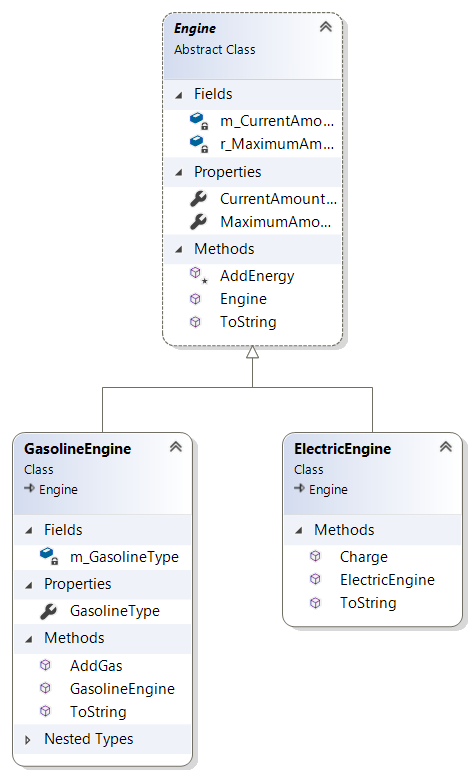 Engine
Abstract Class
Fields
m_CurrentAmo...
r_MaximumAm...
Properties
CurrentAmount...
MaximumAmo...
Methods
AddEnergy
Engine
ToString
GasolineEngine
Class
Engine
Fields
m_GasolineType
Properties
GasolineType
Methods
AddGas
GasolineEngine
ToString
Nested Types
ElectricEngine
Class
Engine
Methods
Charge
ElectricEngine
ToString